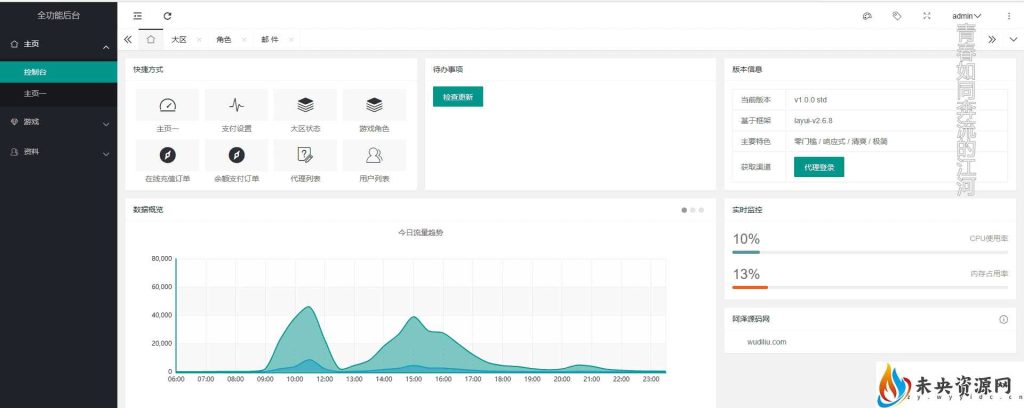 全功能后台
admin
主页
控制台
主页一
游戏
资料
大区
角色
邮 件
快捷方式
主页一
支付设置
大区状态
游戏角色
在线充值订单
余额支付订单
代理列表
用户列表
待办事项
检查更新
版本信息
当前版本
v1.0.0 std
基于框架
layui-v2.6.8
主要特色
零门槛 / 响应式 / 清爽 / 极简
获取渠道
代理登录
青春如同奔流的江河
数据概览
今日流量趋势
80,000
60,000
40,000
20,000
0
06:00 07:00 08:00 09:00 10:00 11:00 12:00 13:00 14:00 15:00 16:00 17:00 18:00 19:00 20:00 21:00 22:00 23:00
实时监控
10%
CPU使用率
13%
内存占用率
阿泽源码网
wudiliu.com
未央资源网
zy.wyyldc.cn